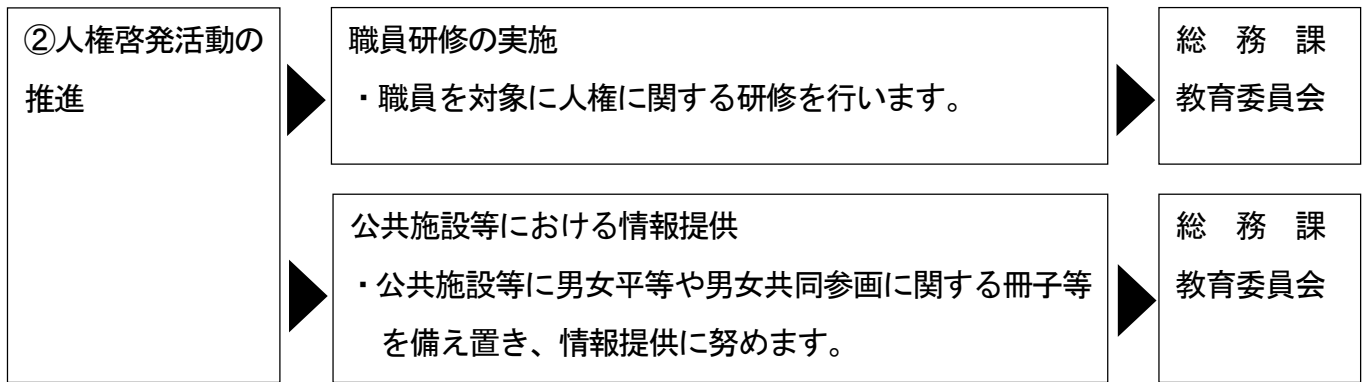 ②人権啓発活動の
推進
職員研修の実施
・職員を対象に人権に関する研修を行います。
総　務　課
教育委員会
公共施設等における情報提供
・公共施設等に男女平等や男女共同参画に関する冊子等
を備え置き、情報提供に努めます。
総　務　課
教育委員会